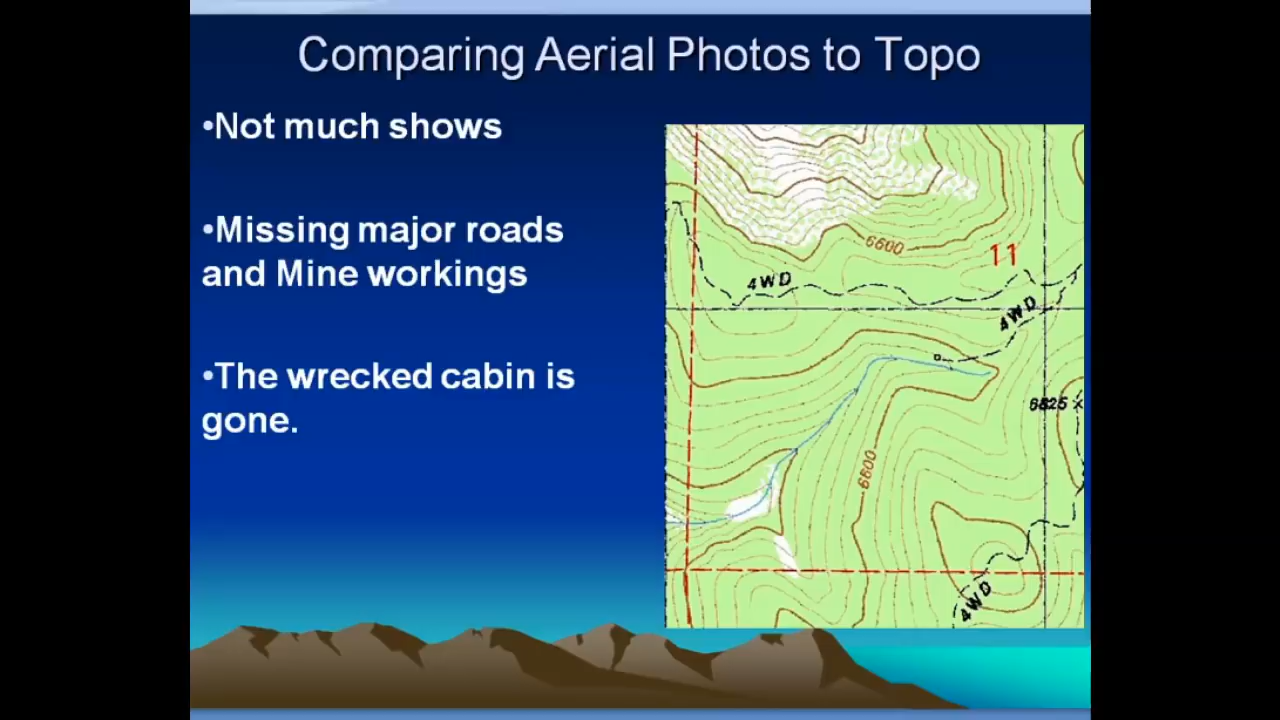 Comparing Aerial Photos to Topo
•Not much shows
•Missing major roads
and Mine workings
•The wrecked cabin is
gone.
6600
11
4WD
4WD
6825
6600
4WD